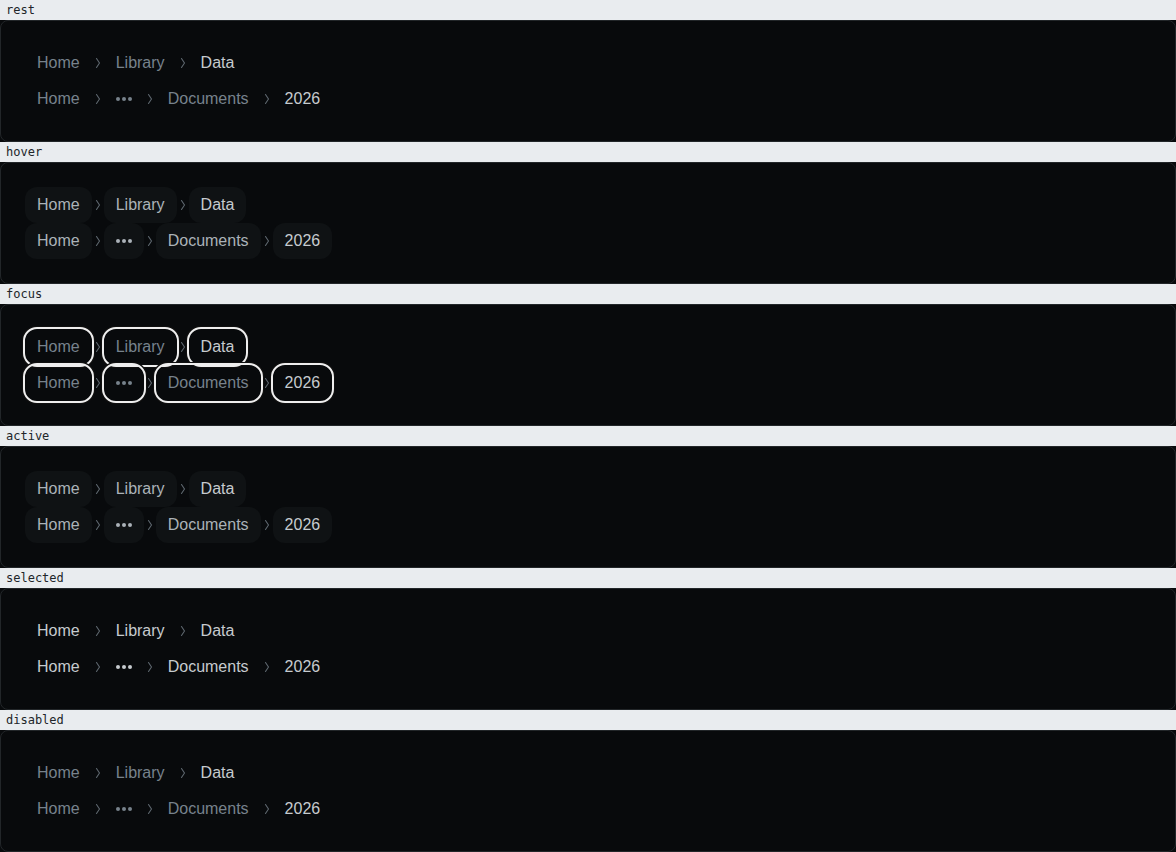 rest
Home › Library › Data
Home › ••• › Documents › 2026
hover
Home › Library › Data
Home › ••• › Documents › 2026
focus
Home › Library › Data
Home › ••• › Documents › 2026
active
Home › Library › Data
Home › ••• › Documents › 2026
selected
Home › Library › Data
Home › ••• › Documents › 2026
disabled
Home › Library › Data
Home › ••• › Documents › 2026